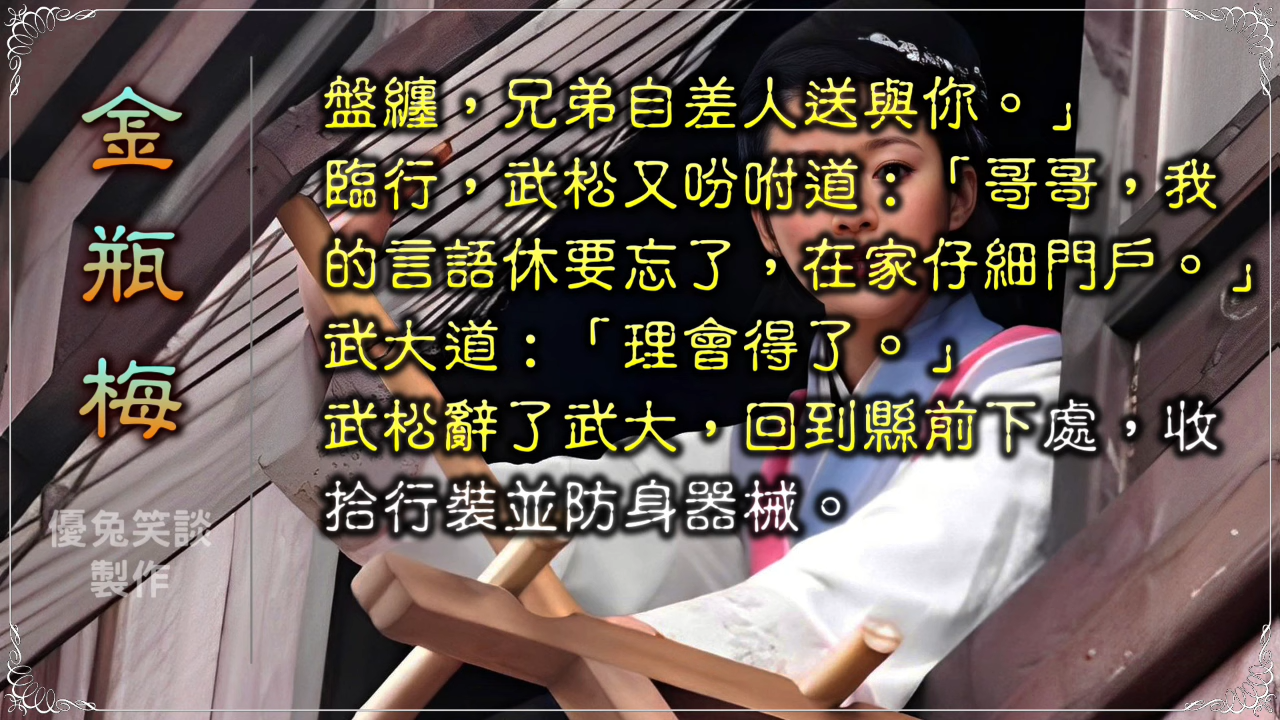 金瓶梅
優兔笑談
製作
盤纏，兄弟自差人送與你。」
臨行，武松又吩咐道：「哥哥，我
的言語休要忘了，在家仔細門戶。」
武大道：「理會得了。」
武松辭了武大，回到縣前下處，收
拾行裝並防身器械。